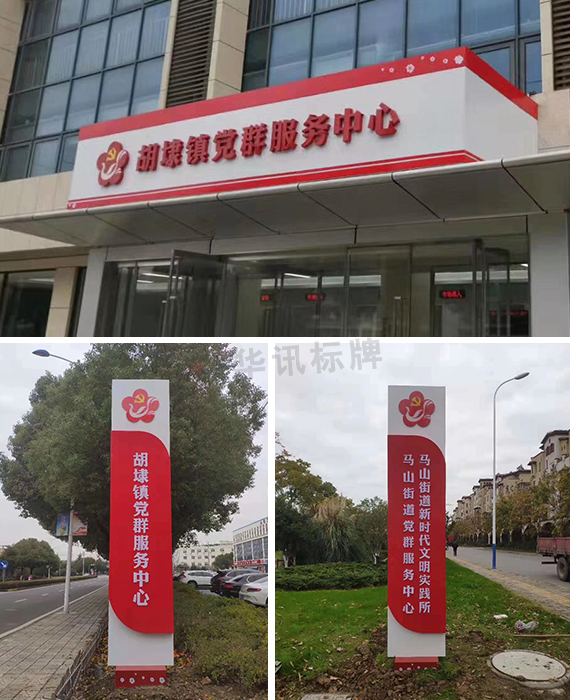 胡埭镇党群服务中心
华讯标牌
胡埭镇党群服务中心
马山街道新时代文明实践所
马山街道党群服务中心